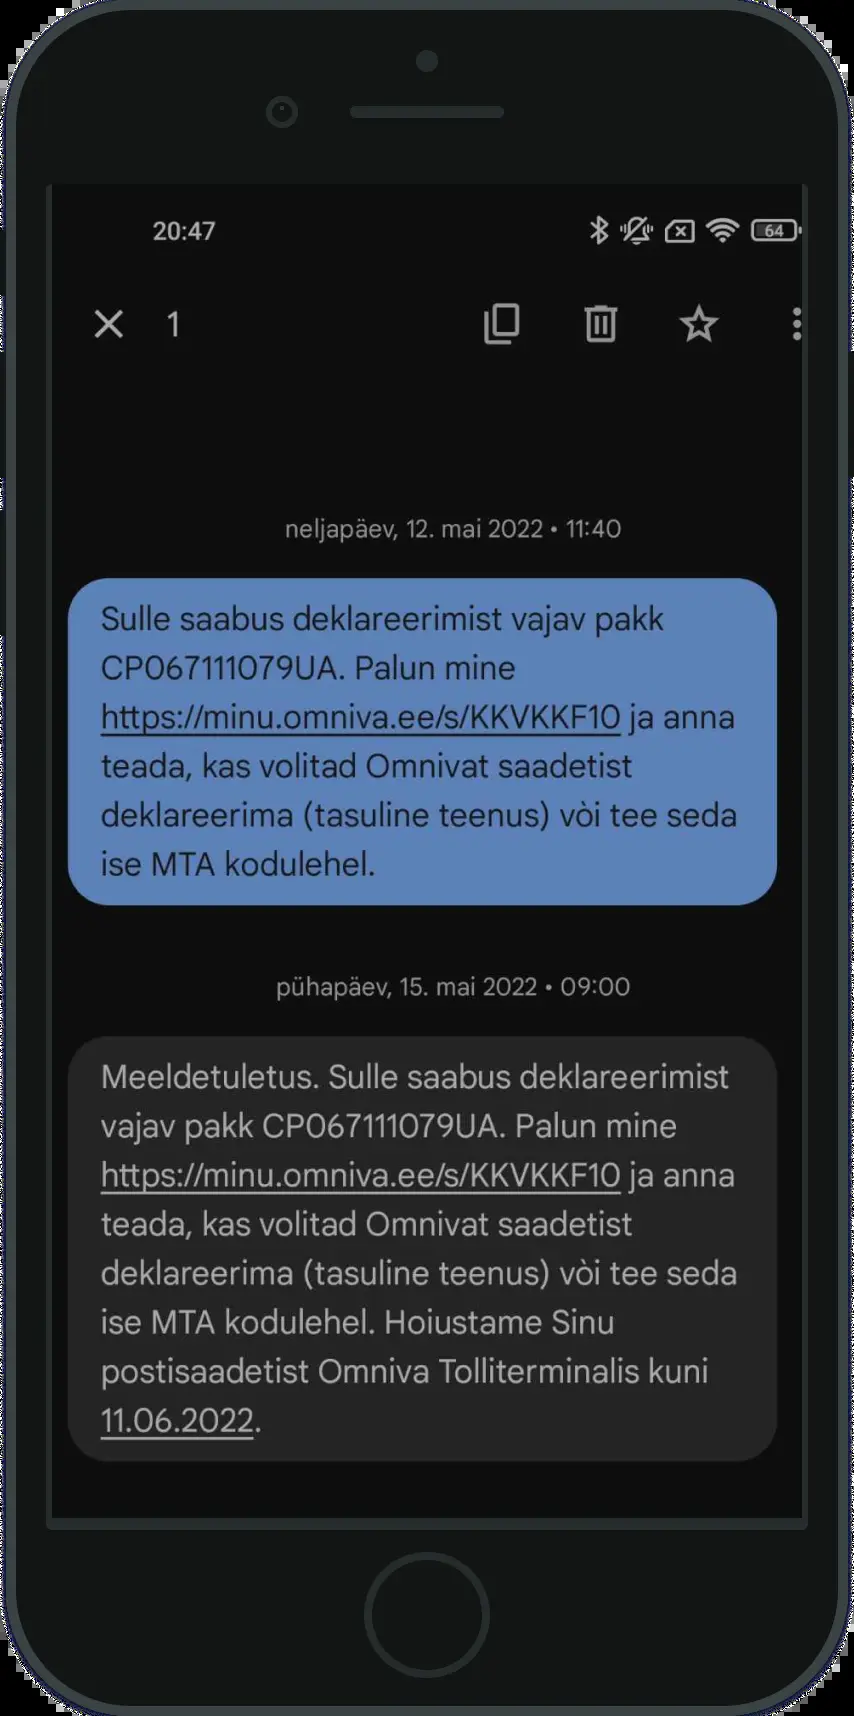 20:47
64
1
neljapäev, 12. mai 2022 • 11:40
Sulle saabus deklareerimist vajav pakk
CP067111079UA. Palun mine
https://minu.omniva.ee/s/KKVKKF10 ja anna
teada, kas volitad Omnivat saadetist
deklareerima (tasuline teenus) vòi tee seda
ise MTA kodulehel.
pühapäev, 15. mai 2022 • 09:00
Meeldetuletus. Sulle saabus deklareerimist
vajav pakk CP067111079UA. Palun mine
https://minu.omniva.ee/s/KKVKKF10 ja anna
teada, kas volitad Omnivat saadetist
deklareerima (tasuline teenus) vòi tee seda
ise MTA kodulehel. Hoiustame Sinu
postisaadetist Omniva Tolliterminalis kuni
11.06.2022.